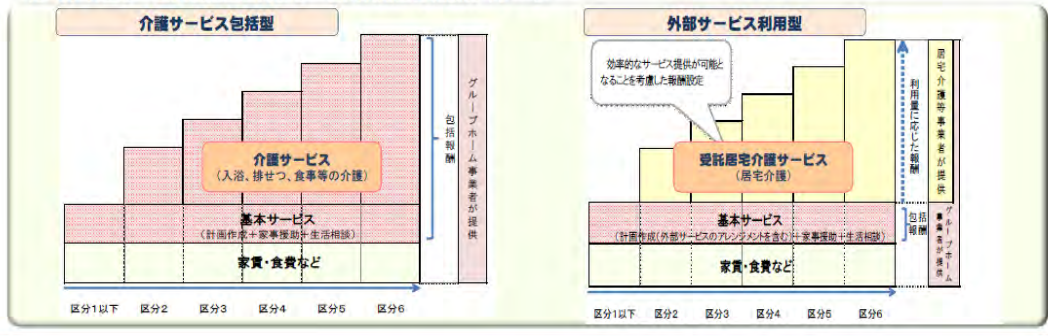 介護サービス包括型
介護サービス
(入浴、排せつ、食事等の介護)
基本サービス
(計画作成+家事援助+生活相談)
家賃・食費など
包括報酬
グループホーム事業者が提供
区分1以下
区分2
区分3
区分4
区分5
区分6
外部サービス利用型
効率的なサービス提供が可能と
なることを考慮した報酬設定
受託居宅介護サービス
(居宅介護)
基本サービス
(計画作成(外部サービスのアレンジメントを含む)+家事援助+生活相談)
家賃・食費など
利用量に応じた報酬
居宅介護等事業者が提供
包括
報酬
グループホーム
事業者が提供
区分1以下
区分2
区分3
区分4
区分5
区分6